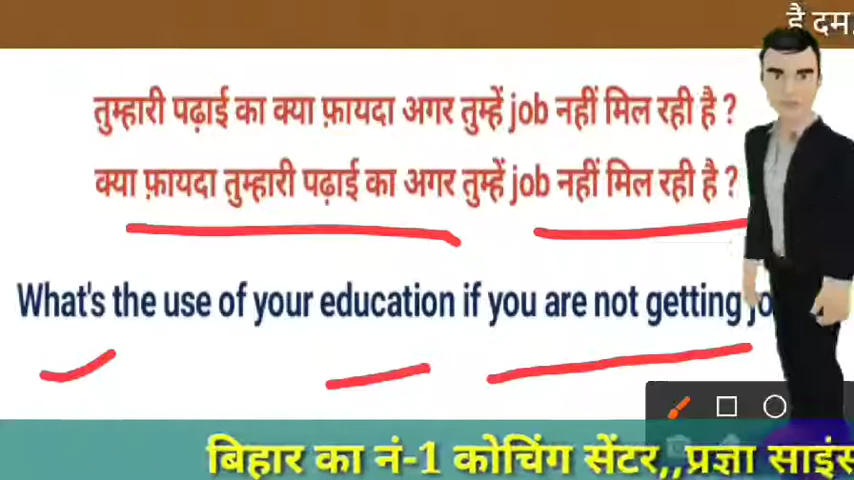 है दम
तुम्हारी पढ़ाई का क्या फ़ायदा अगर तुम्हें job नहीं मिल रही है ?
क्या फ़ायदा तुम्हारी पढ़ाई का अगर तुम्हें job नहीं मिल रही है ?
What's the use of your education if you are not getting jo
बिहार का नं-1 कोचिंग सेंटर,,प्रज्ञा साइंस